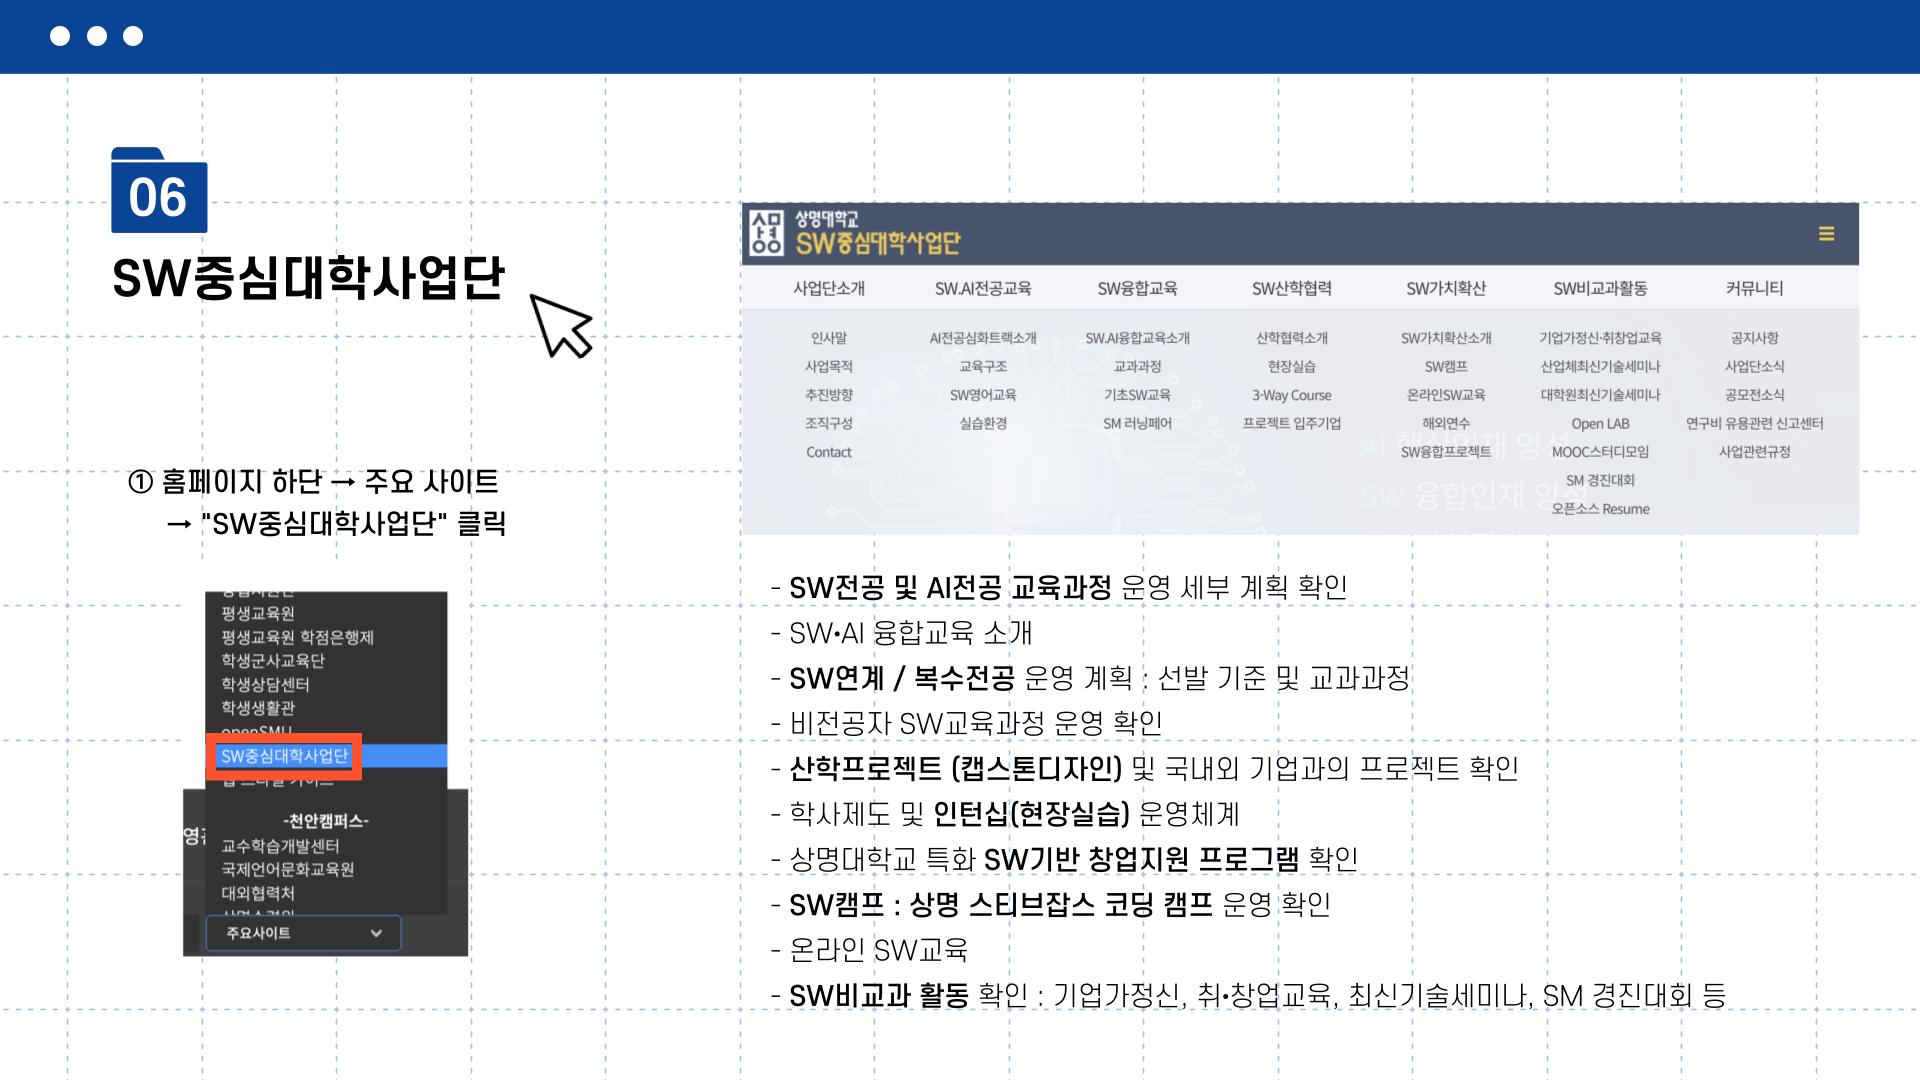 06
SW중심대학사업단
① 홈페이지 하단 → 주요 사이트
→ "SW중심대학사업단" 클릭
평생교육원
평생교육원 학점은행제
학생군사교육단
학생상담센터
학생생활관
openSMU
SW중심대학사업단
-천안캠퍼스-
교수학습개발센터
국제언어문화교육원
대외협력처
주요사이트
상명대학교
SW중심대학사업단
사업단소개 SW.AI전공교육 SW융합교육 SW산학협력 SW가치확산 SW비교과활동 커뮤니티
인사말 AI전공심화트랙소개 SW.AI융합교육소개 산학협력소개 SW가치확산소개 기업가정신·취창업교육 공지사항
사업목적 교육구조 교과과정 현장실습 SW캠프 산업체최신기술세미나 사업단소식
추진방향 SW영어교육 기초SW교육 3-Way Course 온라인SW교육 대학원최신기술세미나 공모전소식
조직구성 실습환경 SM 러닝페어 프로젝트 입주기업 해외연수 Open LAB 연구비 유용관련 신고센터
Contact SW융합프로젝트 MOOC스터디모임 사업관련규정
SM 경진대회
오픈소스 Resume
AI 핵심인재 양성
SW 융합인재 양성
- SW전공 및 AI전공 교육과정 운영 세부 계획 확인
- SW•AI 융합교육 소개
- SW연계 / 복수전공 운영 계획 : 선발 기준 및 교과과정
- 비전공자 SW교육과정 운영 확인
- 산학프로젝트 (캡스톤디자인) 및 국내외 기업과의 프로젝트 확인
- 학사제도 및 인턴십(현장실습) 운영체계
- 상명대학교 특화 SW기반 창업지원 프로그램 확인
- SW캠프 : 상명 스티브잡스 코딩 캠프 운영 확인
- 온라인 SW교육
- SW비교과 활동 확인 : 기업가정신, 취•창업교육, 최신기술세미나, SM 경진대회 등